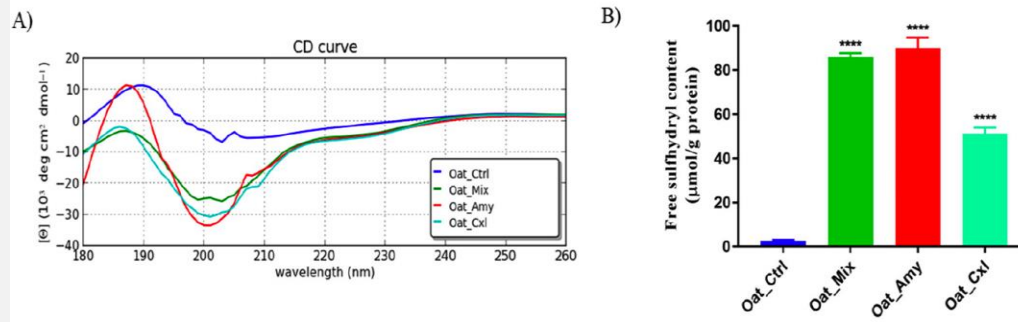 A)
CD curve
[Θ] (10³ deg cm² dmol⁻¹)
20
10
0
−10
−20
−30
−40
180 190 200 210 220 230 240 250 260
wavelength (nm)
Oat_Ctrl
Oat_Mix
Oat_Amy
Oat_Cxl
B)
Free sulfhydryl content
(μmol/g protein)
100
80
60
40
20
0
****
****
****
Oat_Ctrl
Oat_Mix
Oat_Amy
Oat_Cxl